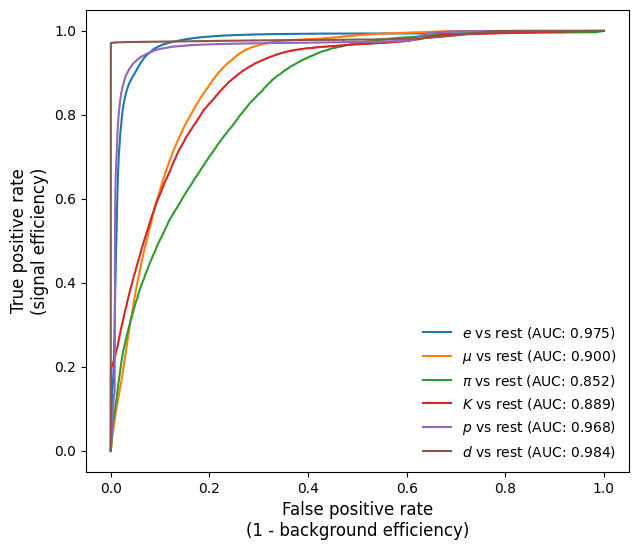 True positive rate
(signal efficiency)
1.0
0.8
0.6
0.4
0.2
0.0
e vs rest (AUC: 0.975)
μ vs rest (AUC: 0.900)
π vs rest (AUC: 0.852)
K vs rest (AUC: 0.889)
p vs rest (AUC: 0.968)
d vs rest (AUC: 0.984)
0.0 0.2 0.4 0.6 0.8 1.0
False positive rate
(1 - background efficiency)